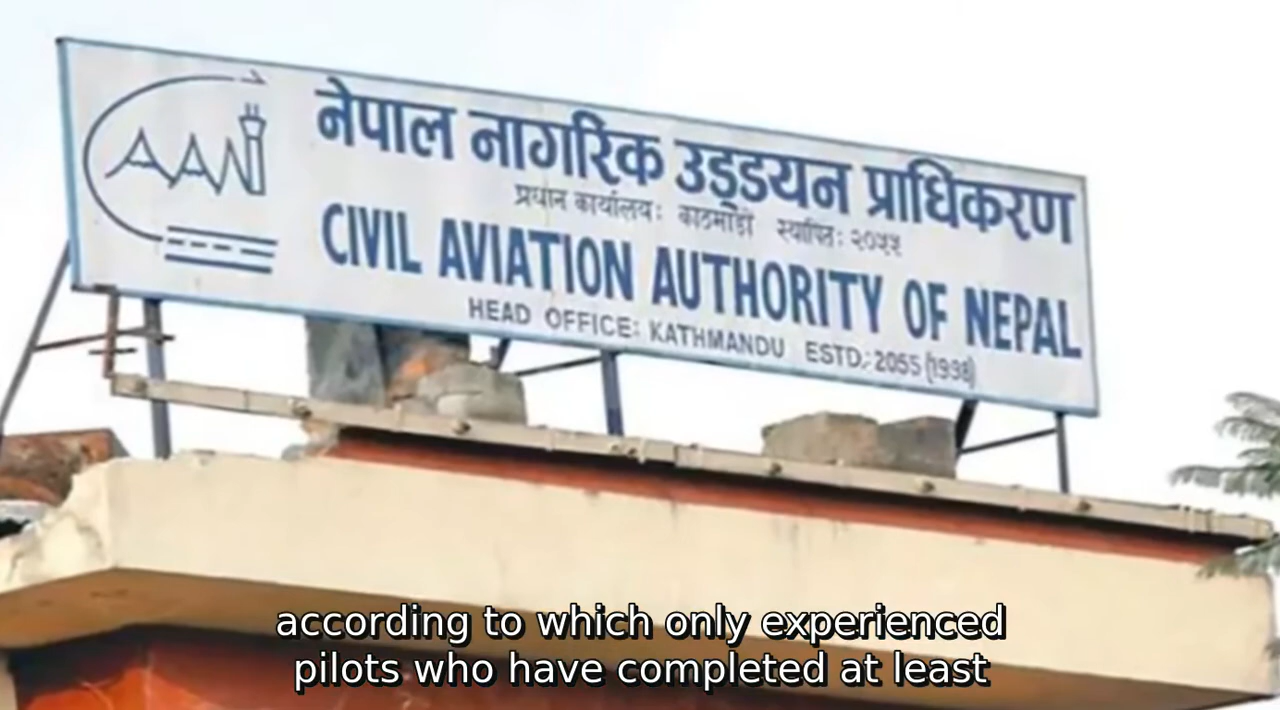 AANI
नेपाल नागरिक उड्डयन प्राधिकरण
प्रधान कार्यालय: काठमाडौं स्थापित: २०५५
CIVIL AVIATION AUTHORITY OF NEPAL
HEAD OFFICE: KATHMANDU ESTD.: 2055 (1998)
according to which only experienced
pilots who have completed at least